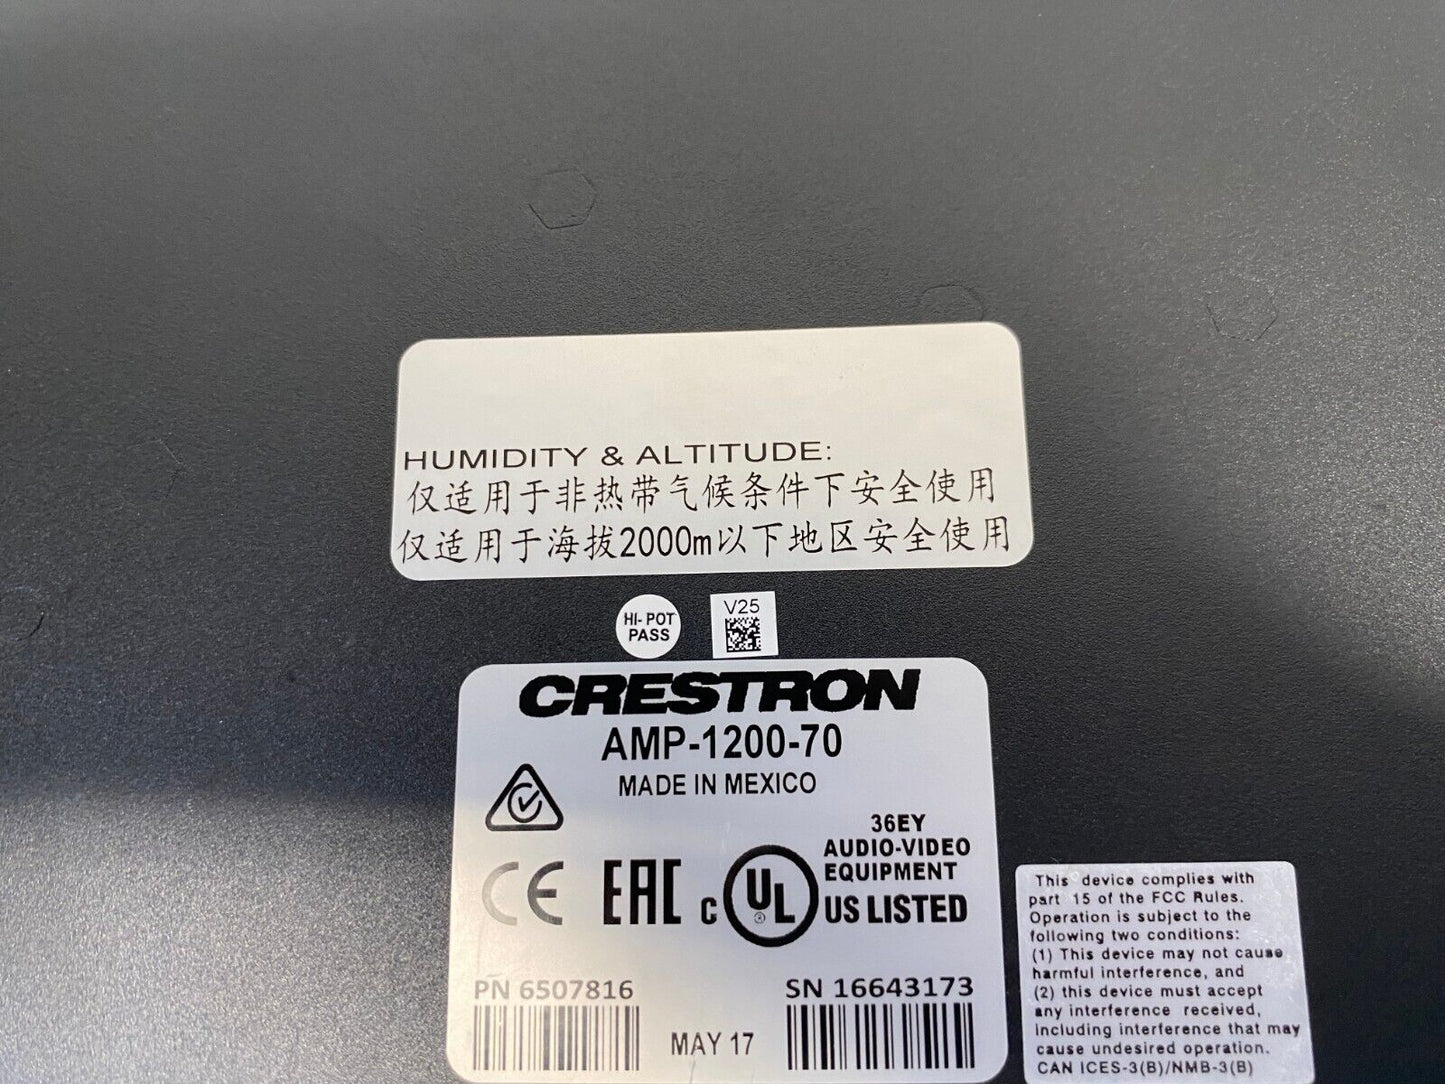 HUMIDITY & ALTITUDE:
仅适用于非热带气候条件下安全使用
仅适用于海拔2000m以下地区安全使用
HI-POT
PASS
V25
CRESTRON
AMP-1200-70
MADE IN MEXICO
36EY
AUDIO-VIDEO
EQUIPMENT
CE EAC C UL US LISTED
PN 6507816
SN 16643173
MAY 17
This device complies with
part 15 of the FCC Rules.
Operation is subject to the
following two conditions:
(1) This device may not cause
harmful interference, and
(2) this device must accept
any interference received,
including interference that may
cause undesired operation.
CAN ICES-3(B)/NMB-3(B)